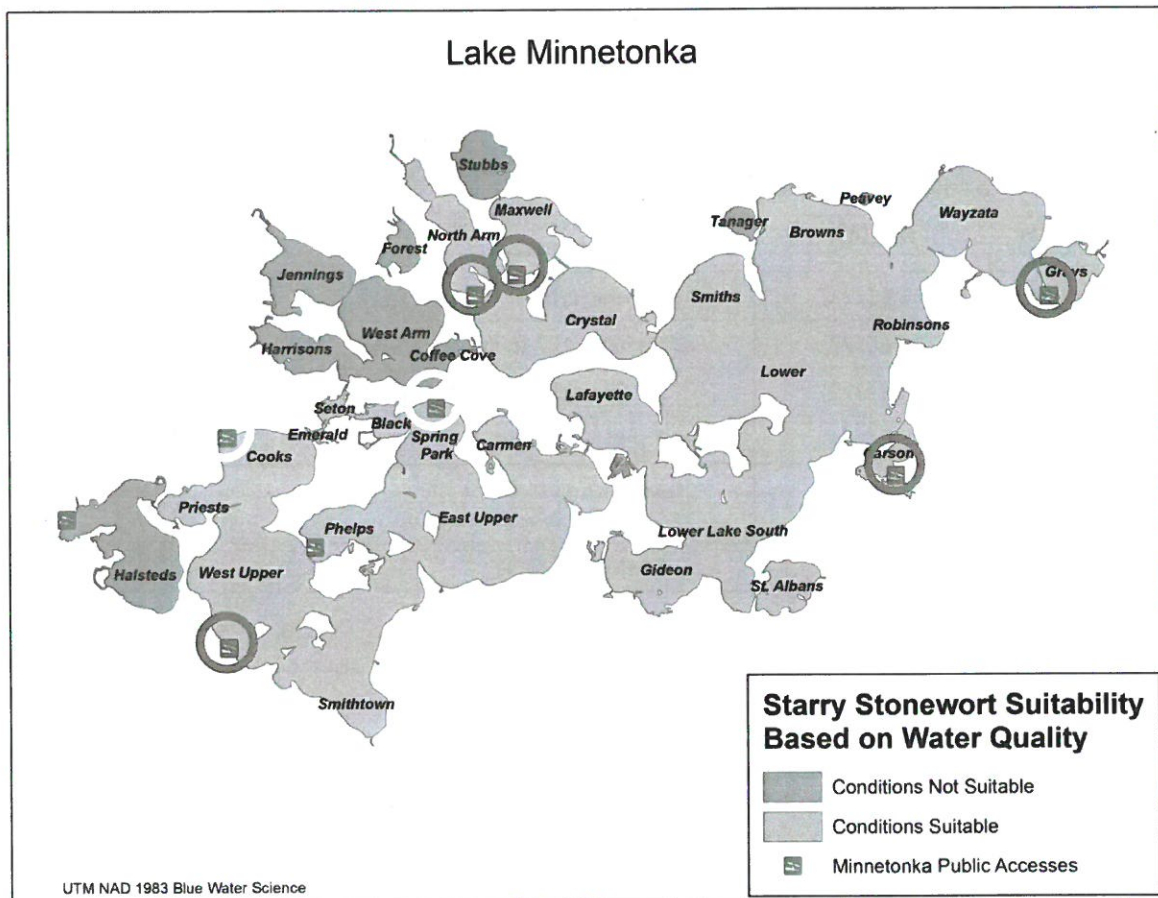 Lake Minnetonka
Stubbs
Maxwell
Peavey
Tanager
Wayzata
North Arm
Browns
Forest
Jennings
Grays
Smiths
Crystal
West Arm
Robinsons
Harrisons
Coffee Cove
Lower
Lafayette
Seton
Black
Emerald
Spring
Park
Carmen
Cooks
Carson
Priests
Phelps
East Upper
Lower Lake South
Halsteds
West Upper
Gideon
St. Albans
Smithtown
Starry Stonewort Suitability
Based on Water Quality
Conditions Not Suitable
Conditions Suitable
Minnetonka Public Accesses
UTM NAD 1983 Blue Water Science